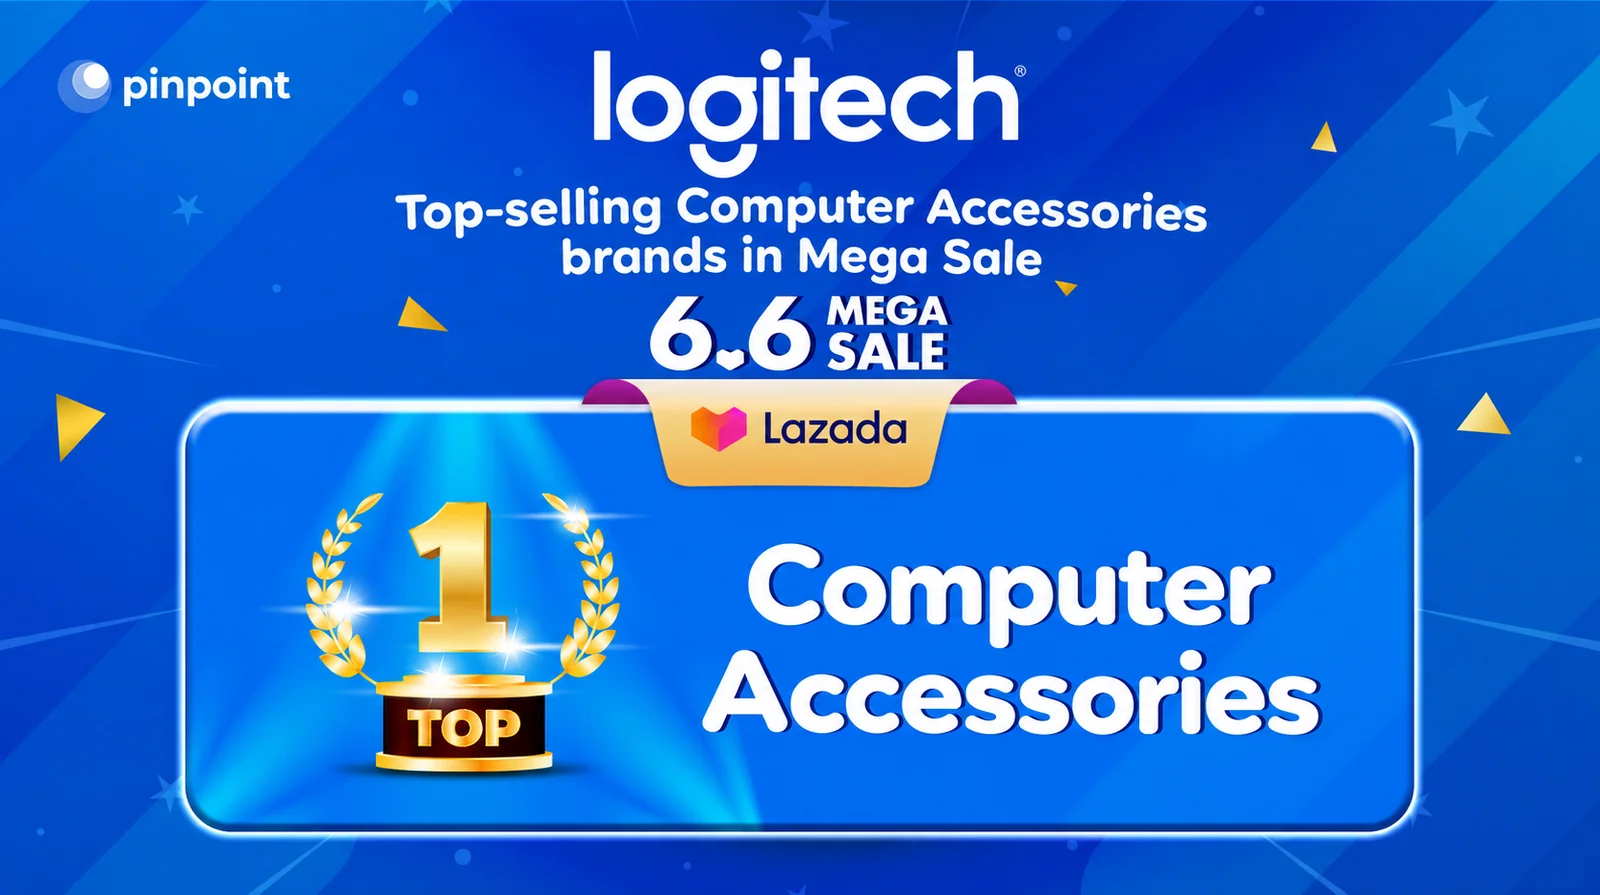 pinpoint
logitech®
Top-selling Computer Accessories
brands in Mega Sale
6.6 MEGA
SALE
Lazada
1
TOP
Computer
Accessories